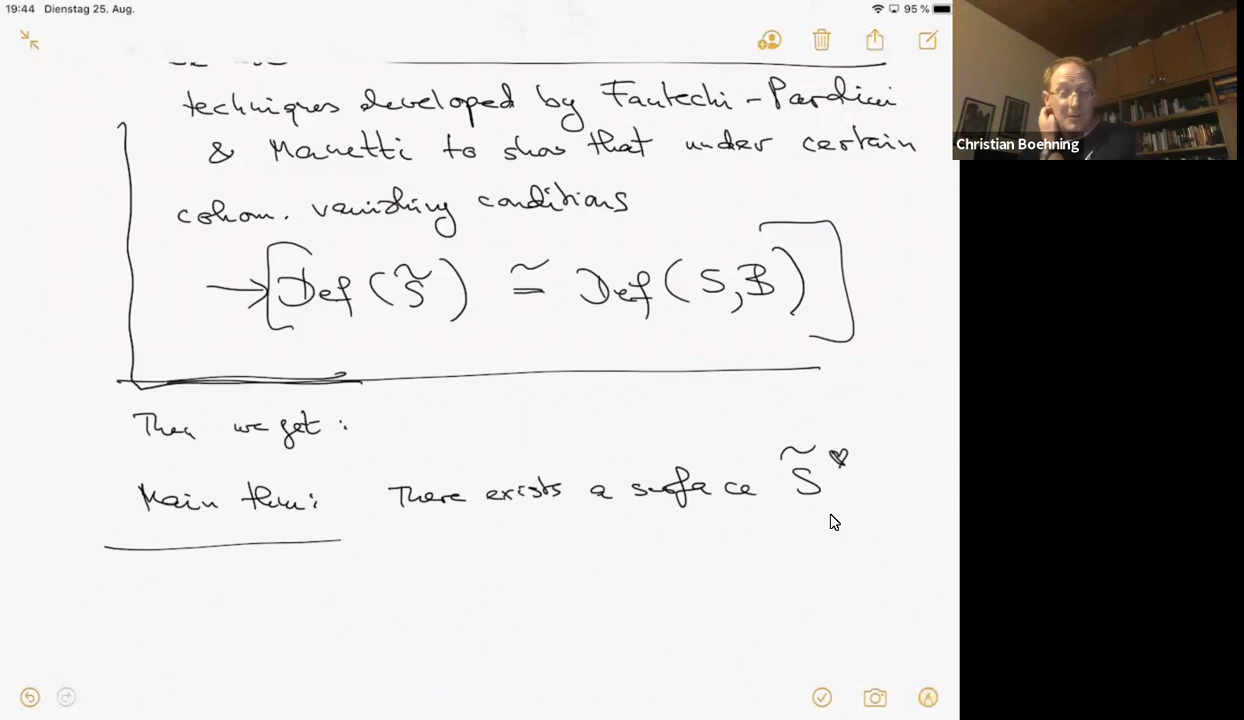 19:44 Dienstag 25. Aug.
95 %
techniques developed by Fantechi - Pardini
& Manetti to show that under certain
cohom. vanishing conditions
→ [Def (S̃) ≅ Def (S, B)]
Then we get :
Main thm: There exists a surface S̃ ♡
Christian Boehning